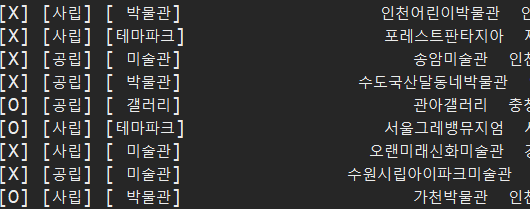 [X] [사립] [ 박물관] 인천어린이박물관
[X] [사립] [테마파크] 포레스트판타지아
[X] [공립] [ 미술관] 송암미술관 인천
[X] [공립] [ 박물관] 수도국산달동네박물관
[O] [공립] [ 갤러리] 관아갤러리 충청
[O] [사립] [테마파크] 서울그레뱅뮤지엄
[X] [사립] [ 미술관] 오랜미래신화미술관
[X] [공립] [ 미술관] 수원시립아이파크미술관
[O] [사립] [ 박물관] 가천박물관 인천